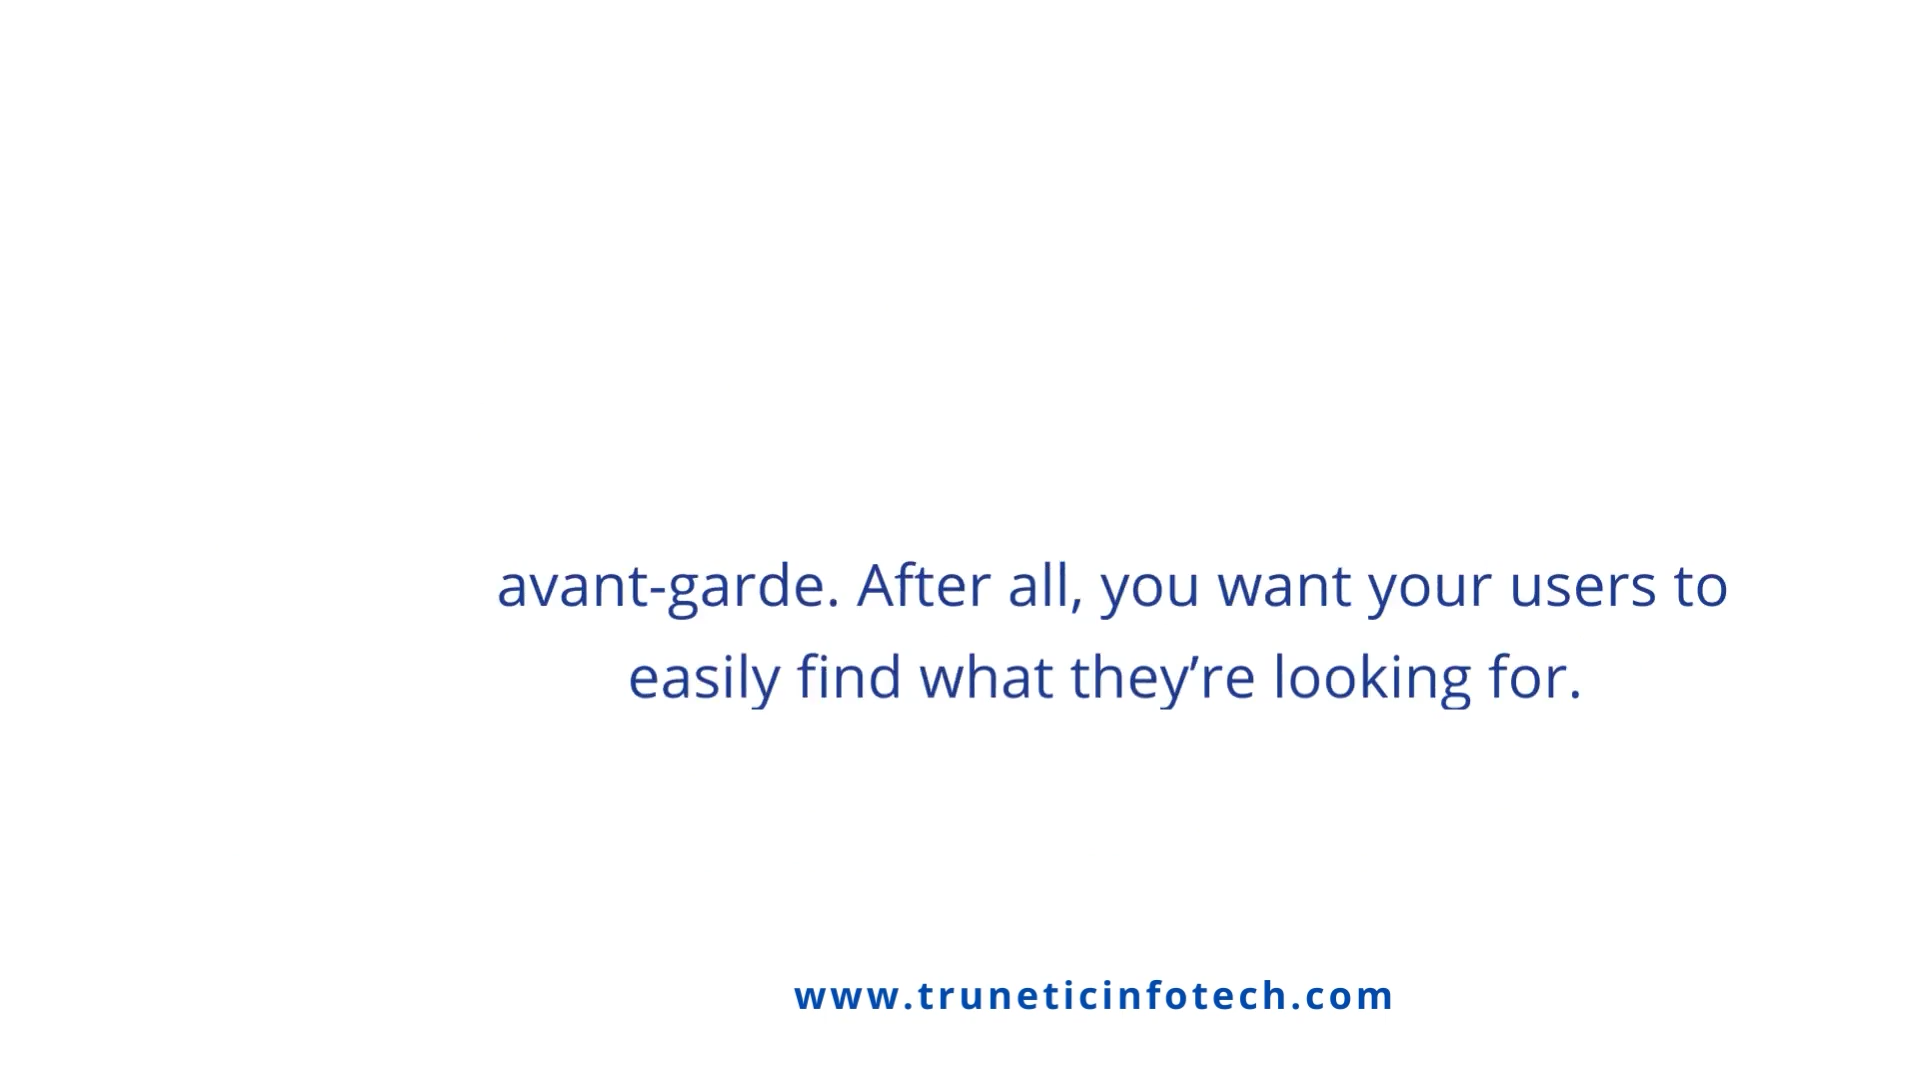 avant-garde. After all, you want your users to
easily find what they’re looking for.
www.truneticinfotech.com